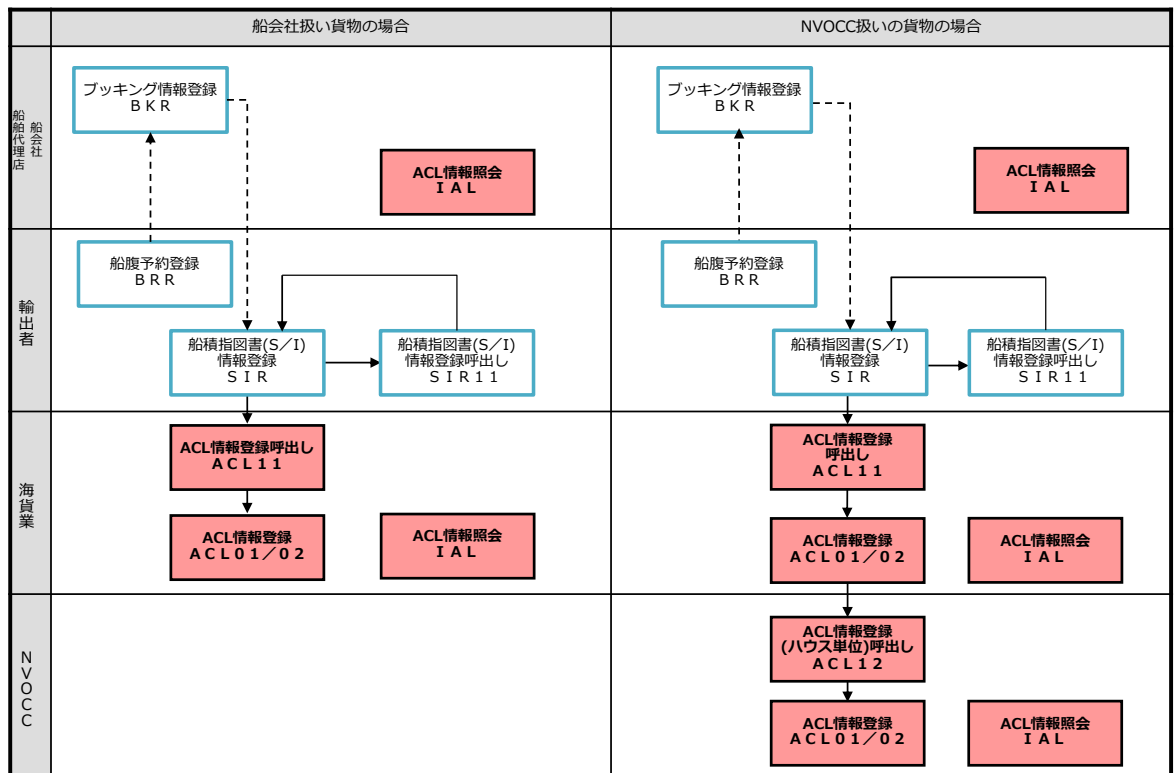 船会社扱い貨物の場合
NVOCC扱いの貨物の場合
船会社
船舶代理店
ブッキング情報登録
ＢＫＲ
ACL情報照会
ＩＡＬ
ブッキング情報登録
ＢＫＲ
ACL情報照会
ＩＡＬ
輸出者
船腹予約登録
ＢＲＲ
船積指図書(S／I)
情報登録
ＳＩＲ
船積指図書(S／I)
情報登録呼出し
ＳＩＲ１１
船腹予約登録
ＢＲＲ
船積指図書(S／I)
情報登録
ＳＩＲ
船積指図書(S／I)
情報登録呼出し
ＳＩＲ１１
海貨業
ACL情報登録呼出し
ＡＣＬ１１
ACL情報登録
ＡＣＬ０１／０２
ACL情報照会
ＩＡＬ
ACL情報登録
呼出し
ＡＣＬ１１
ACL情報登録
ＡＣＬ０１／０２
ACL情報照会
ＩＡＬ
ＮＶＯＣＣ
ACL情報登録
(ハウス単位)呼出し
ＡＣＬ１２
ACL情報登録
ＡＣＬ０１／０２
ACL情報照会
ＩＡＬ